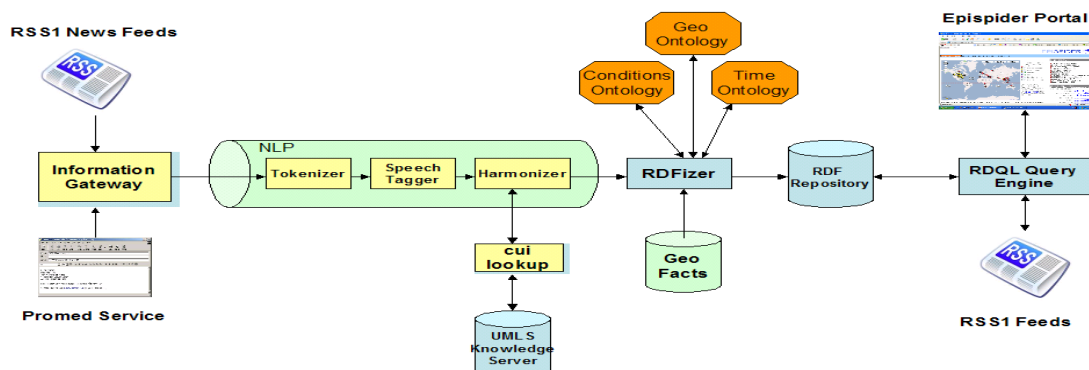 RSS1 News Feeds
RSS
Information
Gateway
Promed Service
NLP
Tokenizer
Speech
Tagger
Harmonizer
cui
lookup
UMLS
Knowledge
Server
Geo
Ontology
Conditions
Ontology
Time
Ontology
RDFizer
Geo
Facts
RDF
Repository
Epispider Portal
RDQL Query
Engine
RSS
RSS1 Feeds